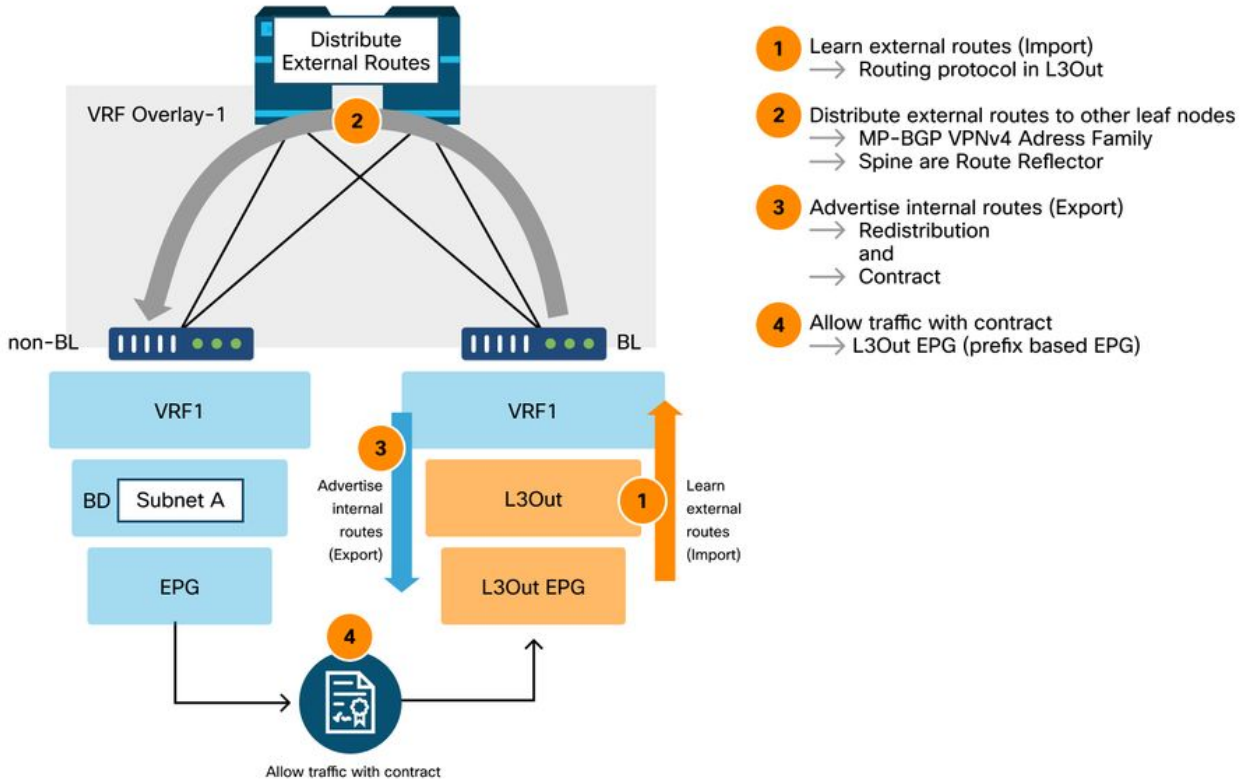 Distribute
External Routes
VRF Overlay-1
2
non-BL
BL
VRF1
VRF1
3
BD
Subnet A
Advertise
internal
routes
(Export)
L3Out
1
Learn
external
routes
(Import)
EPG
L3Out EPG
4
Allow traffic with contract
1
Learn external routes (Import)
→ Routing protocol in L3Out
2
Distribute external routes to other leaf nodes
→ MP-BGP VPNv4 Adress Family
→ Spine are Route Reflector
3
Advertise internal routes (Export)
→ Redistribution
and
→ Contract
4
Allow traffic with contract
→ L3Out EPG (prefix based EPG)